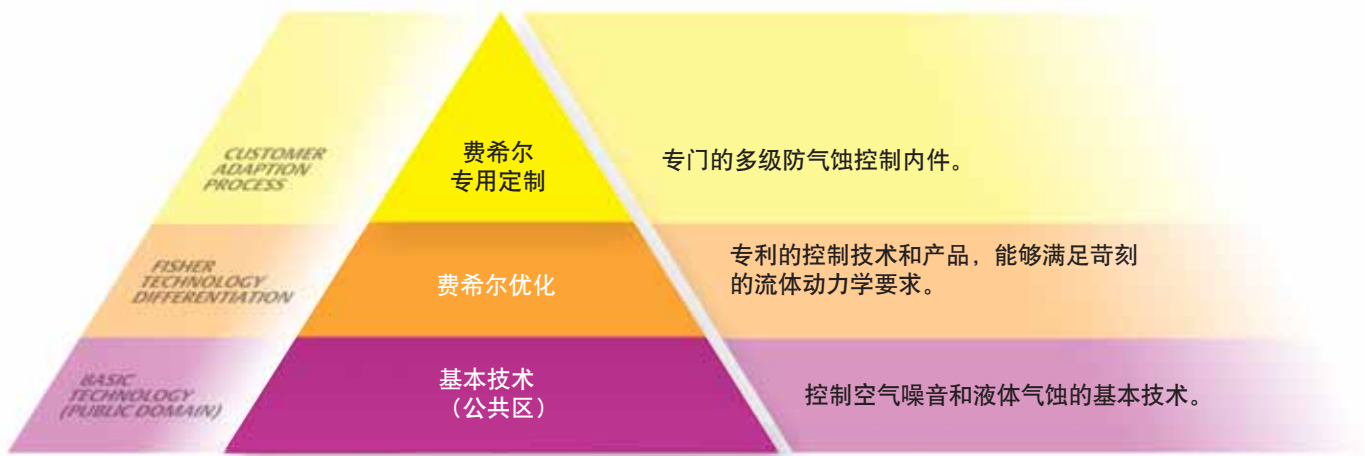 CUSTOMER
ADAPTION
PROCESS
费希尔
专用定制
专门的多级防气蚀控制内件。
FISHER
TECHNOLOGY
DIFFERENTIATION
费希尔优化
专利的控制技术和产品，能够满足苛刻
的流体动力学要求。
BASIC
TECHNOLOGY
(PUBLIC DOMAIN)
基本技术
（公共区）
控制空气噪音和液体气蚀的基本技术。